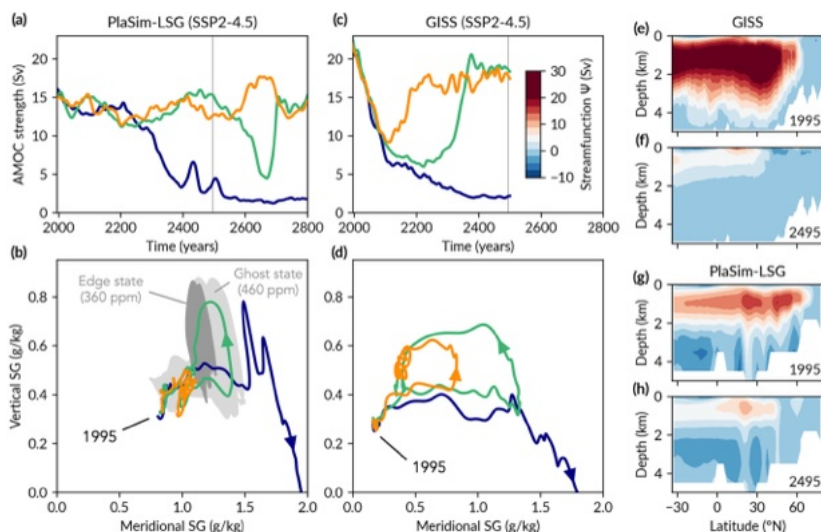 (a) PlaSim-LSG (SSP2-4.5)
AMOC strength (Sv)
20
15
10
5
0
2000 2200 2400 2600 2800
Time (years)
(c) GISS (SSP2-4.5)
20
15
10
5
0
2000 2200 2400 2600 2800
Time (years)
30
20
10
0
−10
Streamfunction Ψ (Sv)
(b)
Edge state
(360 ppm)
Ghost state
(460 ppm)
Vertical SG (g/kg)
0.8
0.6
0.4
0.2
0.0
1995
0.0 0.5 1.0 1.5 2.0
Meridional SG (g/kg)
(d)
0.8
0.6
0.4
0.2
0.0
1995
0.0 0.5 1.0 1.5 2.0
Meridional SG (g/kg)
GISS
(e)
Depth (km)
0
2
4
1995
(f)
Depth (km)
0
2
4
2495
PlaSim-LSG
(g)
Depth (km)
0
2
4
1995
(h)
Depth (km)
0
2
4
2495
−30 0 30 60
Latitude (°N)